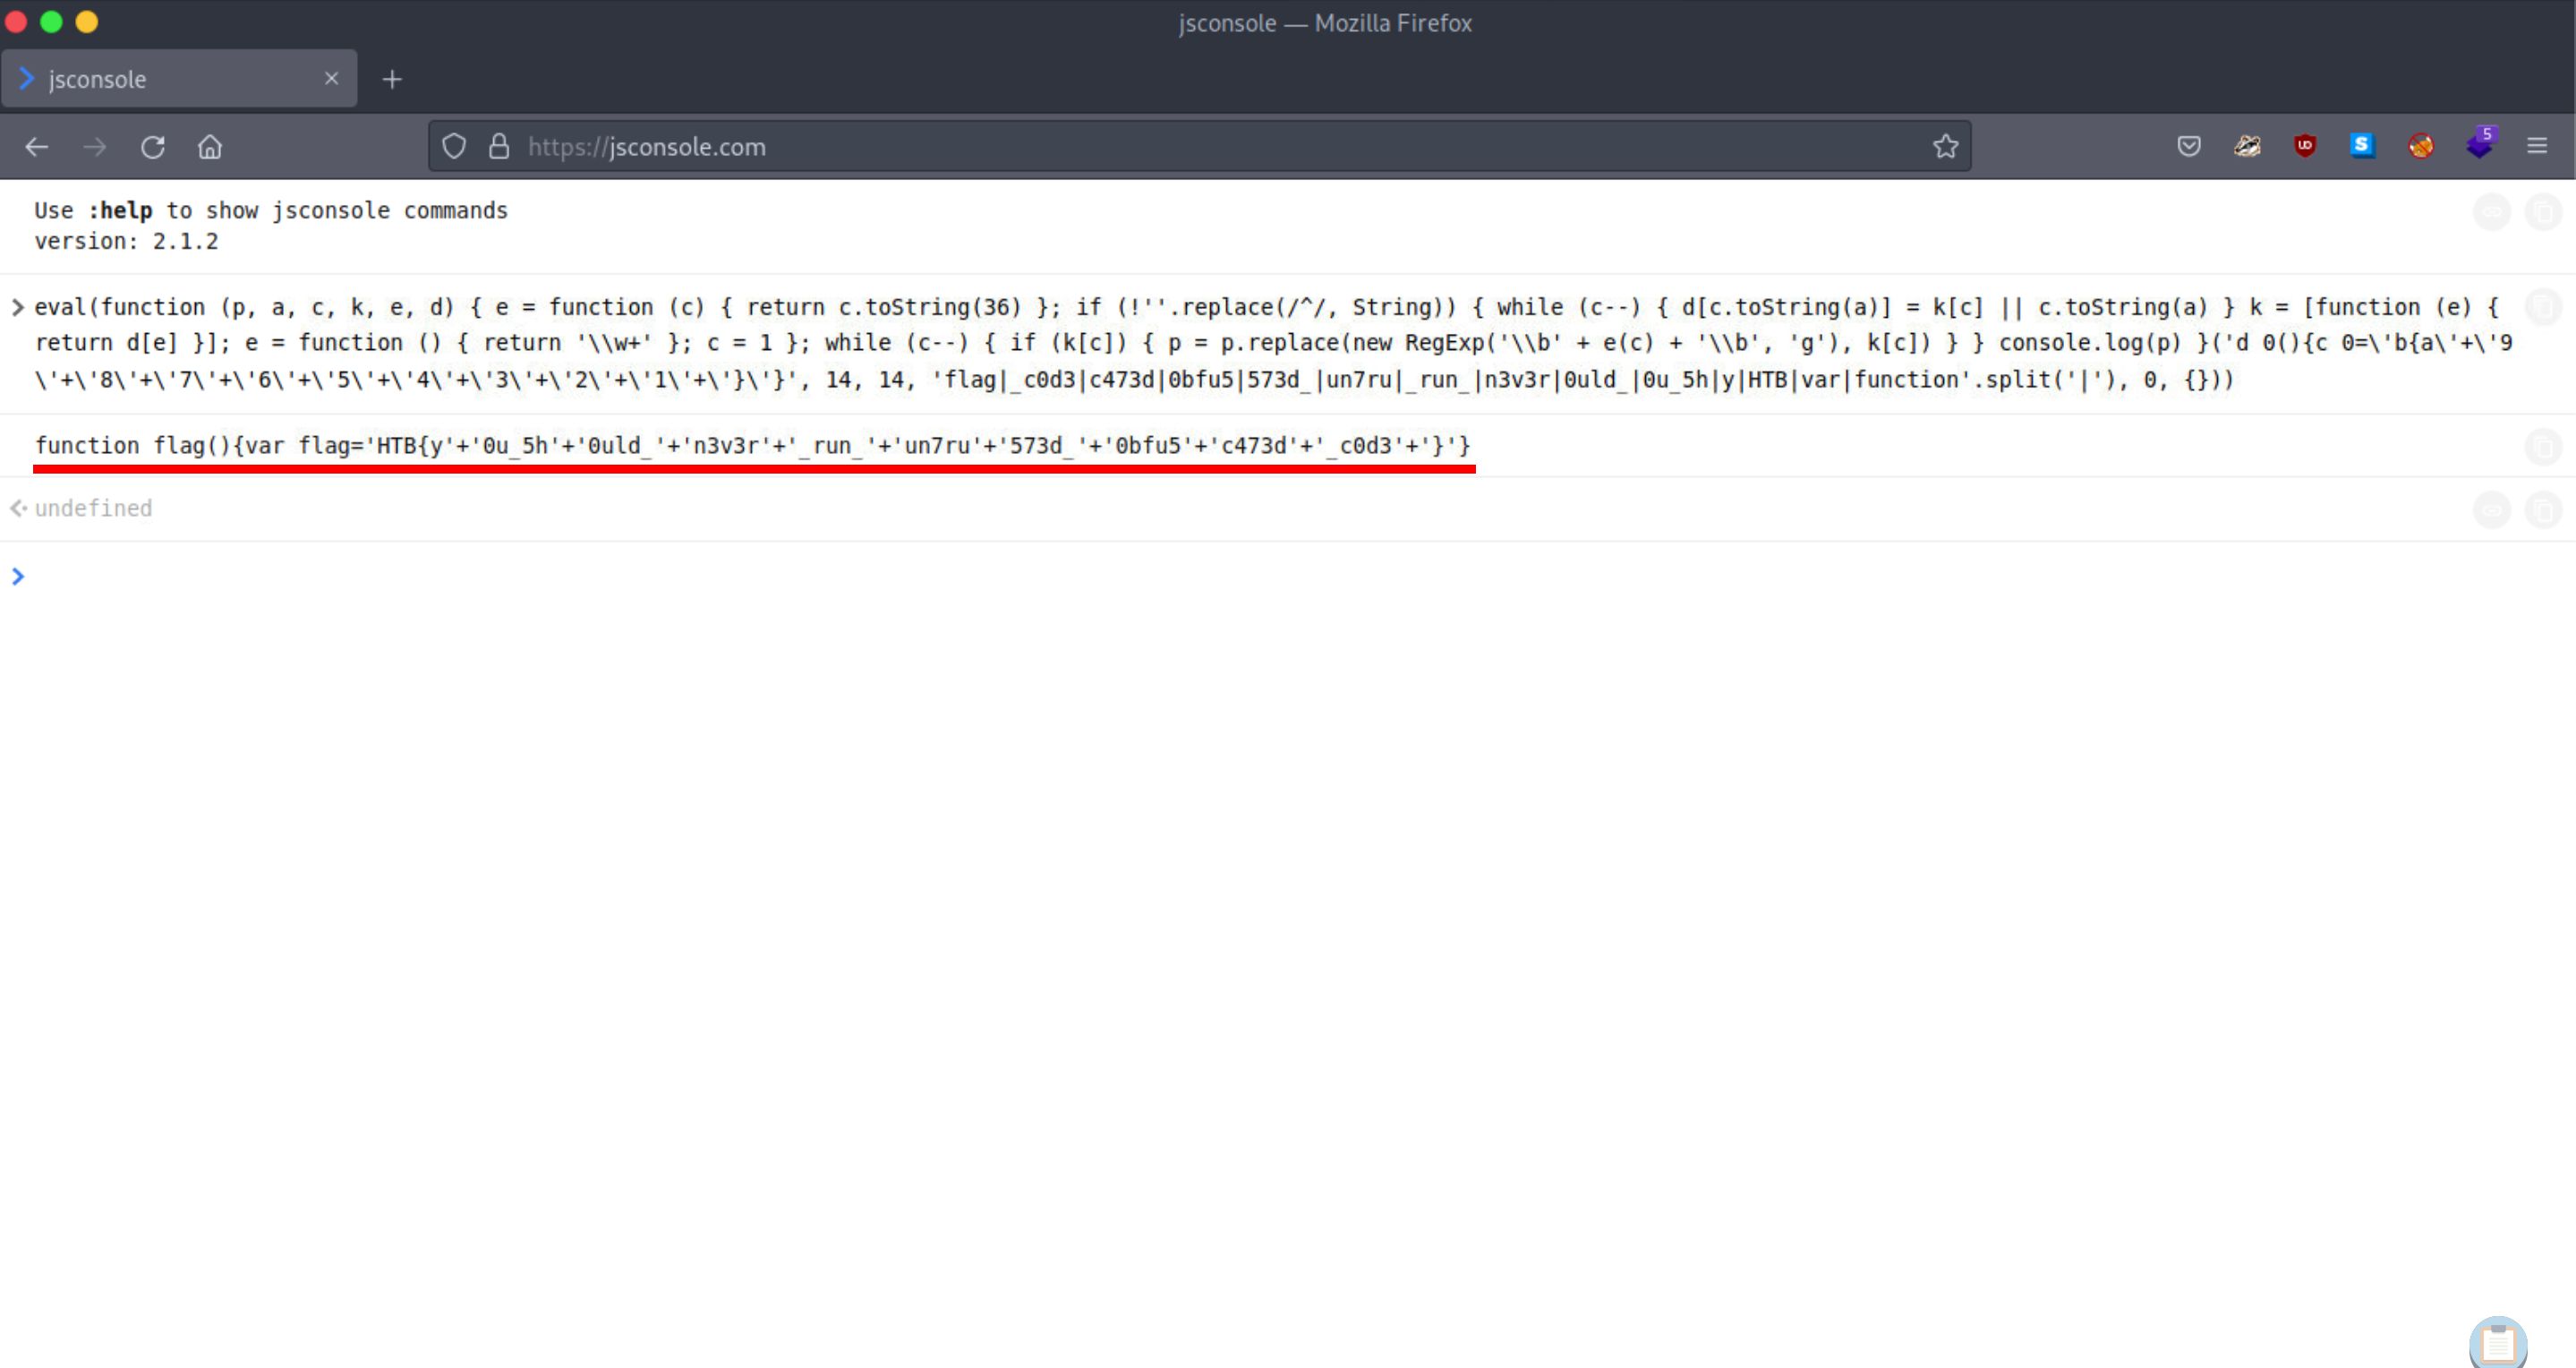 jsconsole — Mozilla Firefox
jsconsole
https://jsconsole.com
5
Use :help to show jsconsole commands
version: 2.1.2
eval(function (p, a, c, k, e, d) { e = function (c) { return c.toString(36) }; if (!''.replace(/^/, String)) { while (c--) { d[c.toString(a)] = k[c] || c.toString(a) } k = [function (e) {
return d[e] }]; e = function () { return '\\w+' }; c = 1 }; while (c--) { if (k[c]) { p = p.replace(new RegExp('\\b' + e(c) + '\\b', 'g'), k[c]) } } console.log(p) }('d 0(){c 0=\'b{a\'+\'9
\'+\'8\'+\'7\'+\'6\'+\'5\'+\'4\'+\'3\'+\'2\'+\'1\'+\'}\'}', 14, 14, 'flag|_c0d3|c473d|0bfu5|573d_|un7ru|_run_|n3v3r|0uld_|0u_5h|y|HTB|var|function'.split('|'), 0, {}))
function flag(){var flag='HTB{y'+'0u_5h'+'0uld_'+'n3v3r'+'_run_'+'un7ru'+'573d_'+'0bfu5'+'c473d'+'_c0d3'+'}'}
undefined